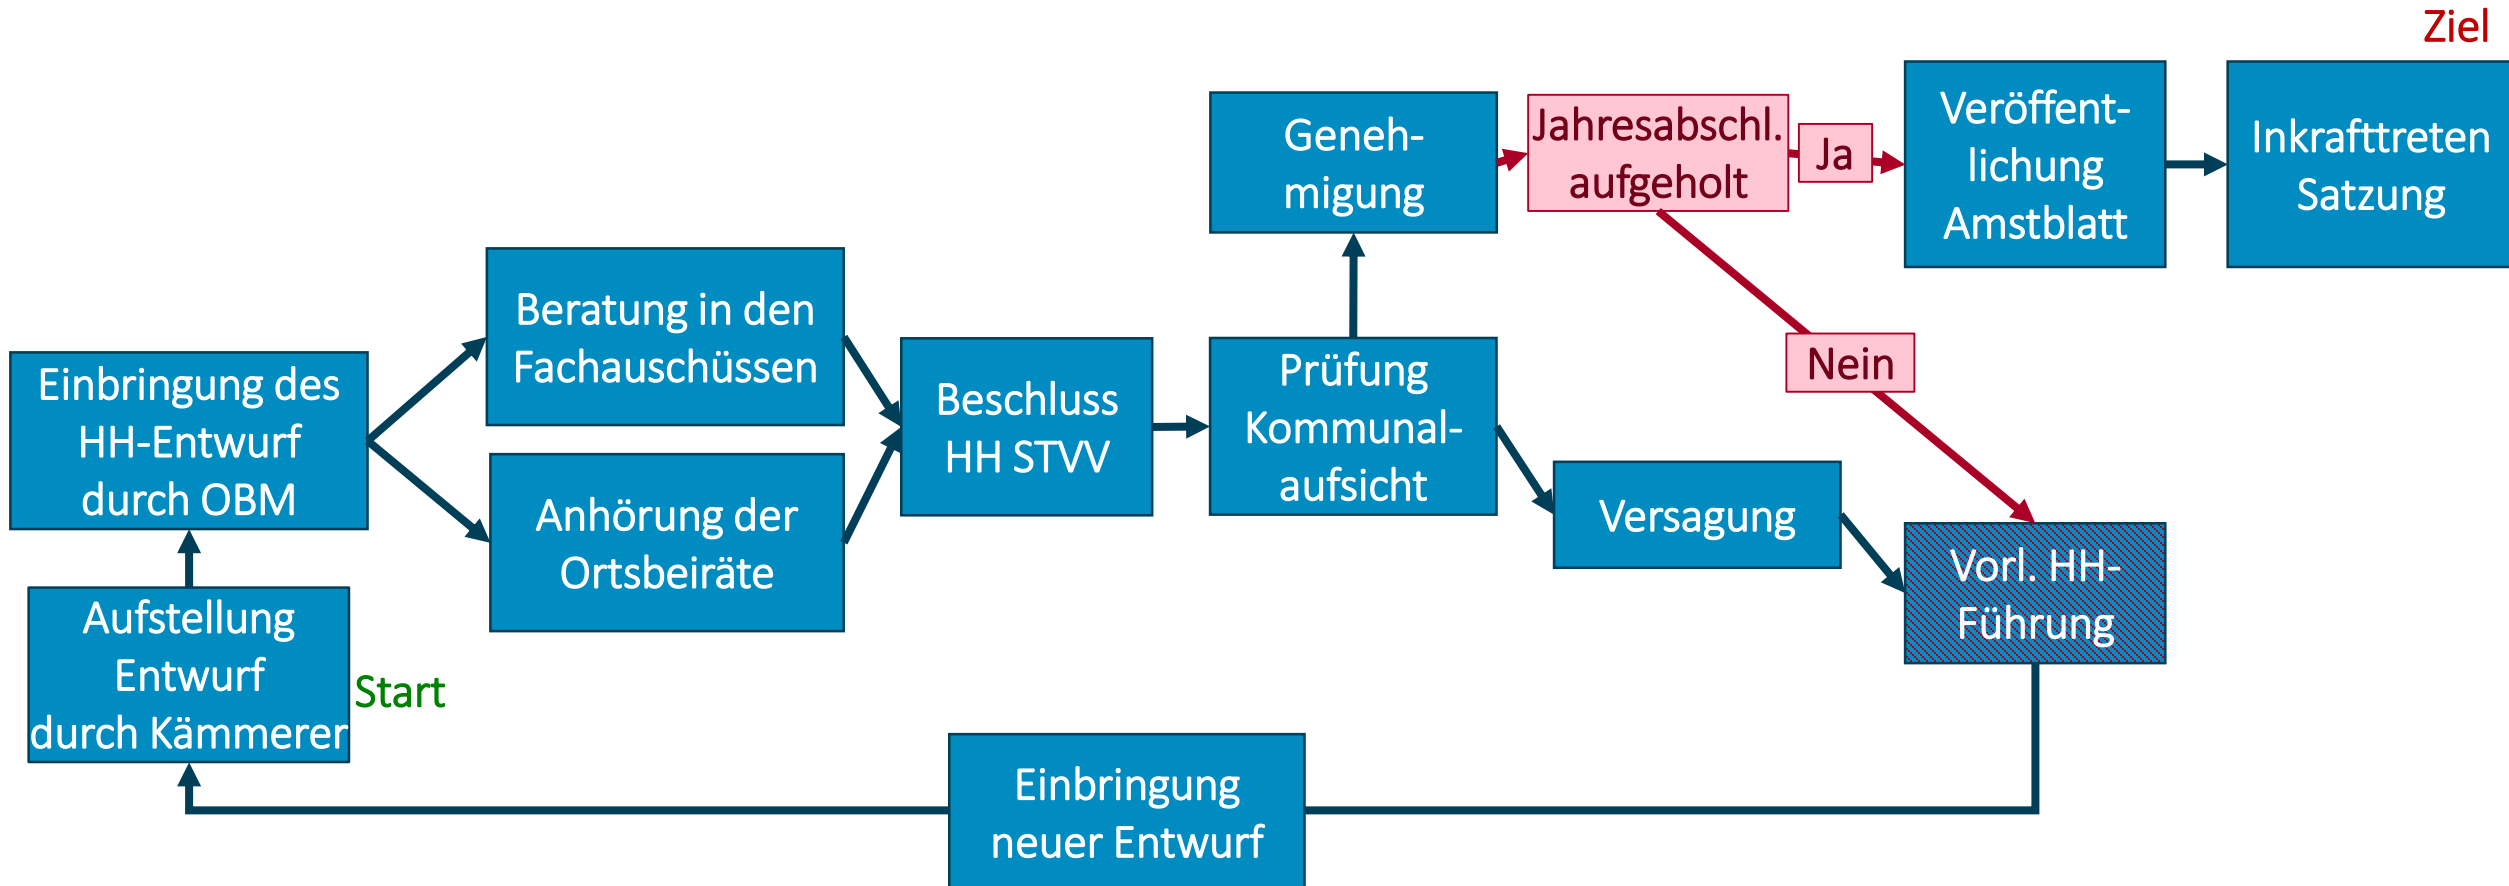 Ziel
Einbringung des
HH-Entwurf
durch OBM
Aufstellung
Entwurf
durch Kämmerer
Start
Beratung in den
Fachauschüssen
Anhörung der
Ortsbeiräte
Beschluss
HH STVV
Prüfung
Kommunal-
aufsicht
Geneh-
migung
Jahresabschl.
aufgeholt
Ja
Nein
Veröffent-
lichung
Amstblatt
Inkrafttreten
Satzung
Versagung
Vorl. HH-
Führung
Einbringung
neuer Entwurf